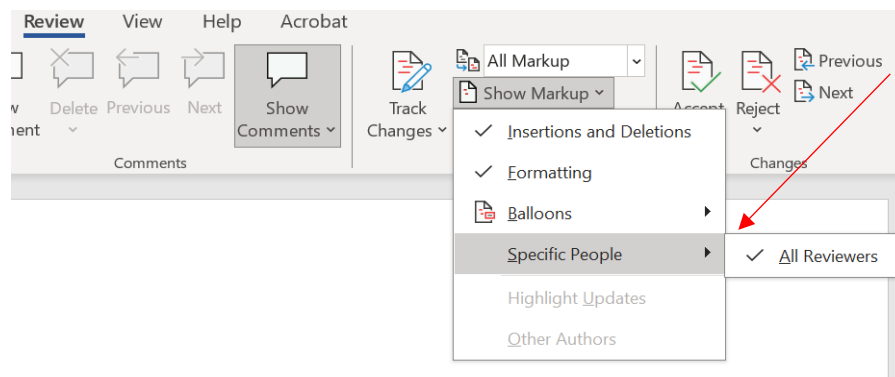 Review View Help Acrobat
All Markup
Show Markup
Previous
Next
Delete Previous Next Show
Comments
Track
Changes
Accept Reject
Comments
Changes
Insertions and Deletions
Formatting
Balloons
Specific People
All Reviewers
Highlight Updates
Other Authors